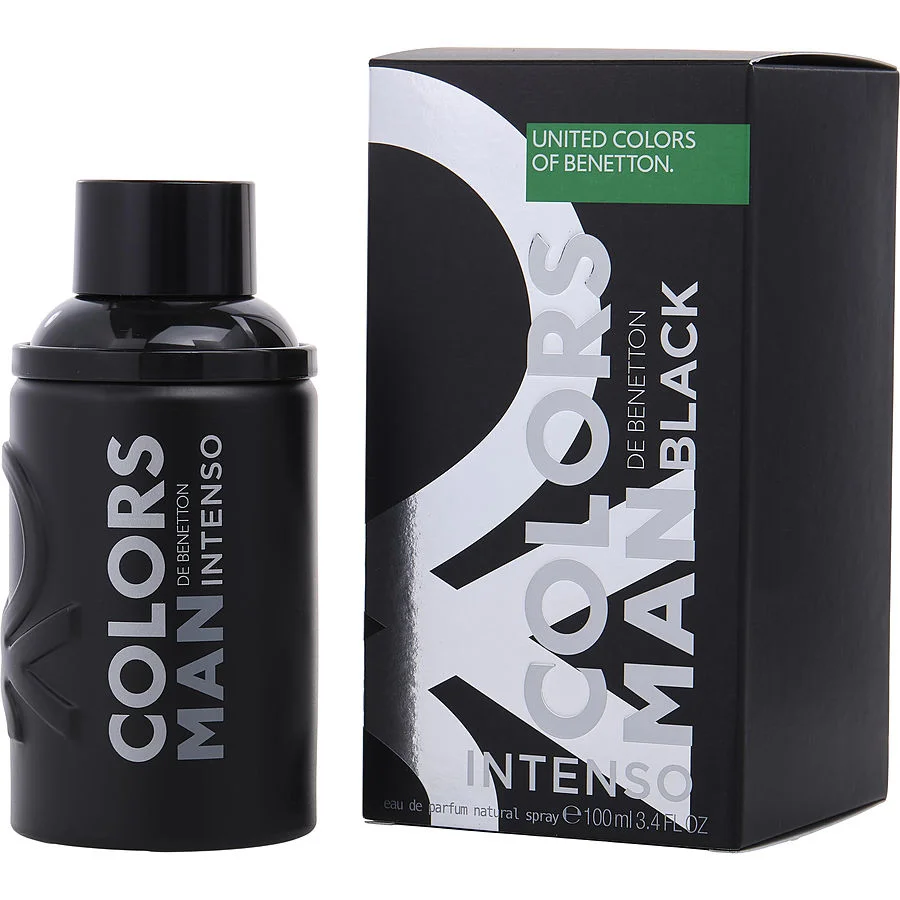 COLORS
DE BENETTON
MAN INTENSO
UNITED COLORS
OF BENETTON.
COLORS
DE BENETTON
MAN BLACK
INTENSO
eau de parfum natural spray ℮ 100 ml 3.4 FL OZ